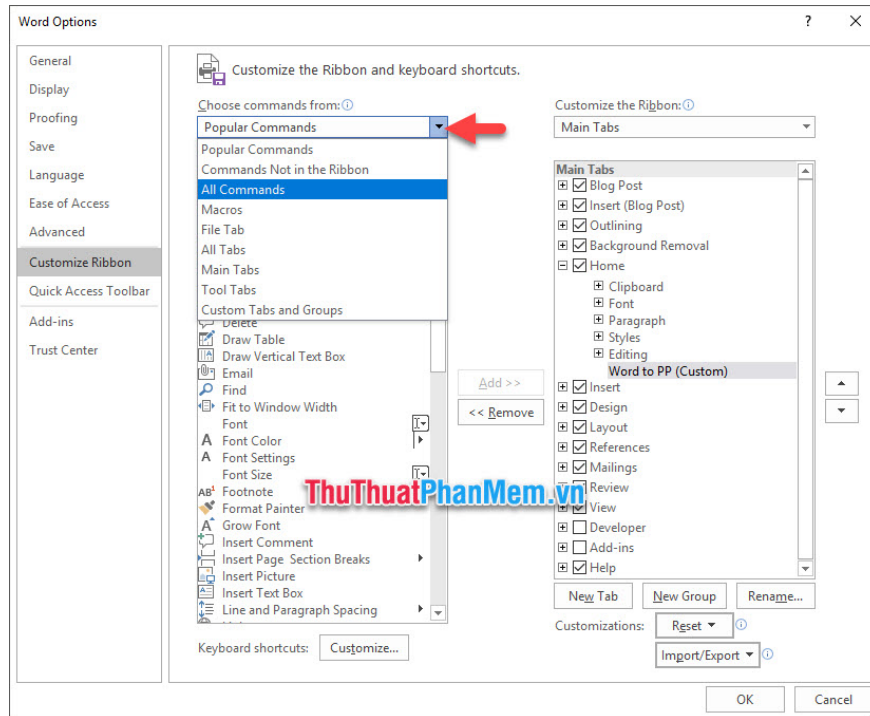 Word Options
?
General
Display
Proofing
Save
Language
Ease of Access
Advanced
Customize Ribbon
Quick Access Toolbar
Add-ins
Trust Center
Customize the Ribbon and keyboard shortcuts.
Choose commands from:
Popular Commands
Popular Commands
Commands Not in the Ribbon
All Commands
Macros
File Tab
All Tabs
Main Tabs
Tool Tabs
Custom Tabs and Groups
Delete
Draw Table
Draw Vertical Text Box
Email
Find
Fit to Window Width
Font
Font Color
Font Settings
Font Size
Footnote
Format Painter
Grow Font
Insert Comment
Insert Page Section Breaks
Insert Picture
Insert Text Box
Line and Paragraph Spacing
Keyboard shortcuts: Customize...
Add >>
<< Remove
Customize the Ribbon:
Main Tabs
Main Tabs
Blog Post
Insert (Blog Post)
Outlining
Background Removal
Home
Clipboard
Font
Paragraph
Styles
Editing
Word to PP (Custom)
Insert
Design
Layout
References
Mailings
Review
View
Developer
Add-ins
Help
New Tab New Group Rename...
Customizations: Reset
Import/Export
OK Cancel
ThuThuatPhanMem.vn